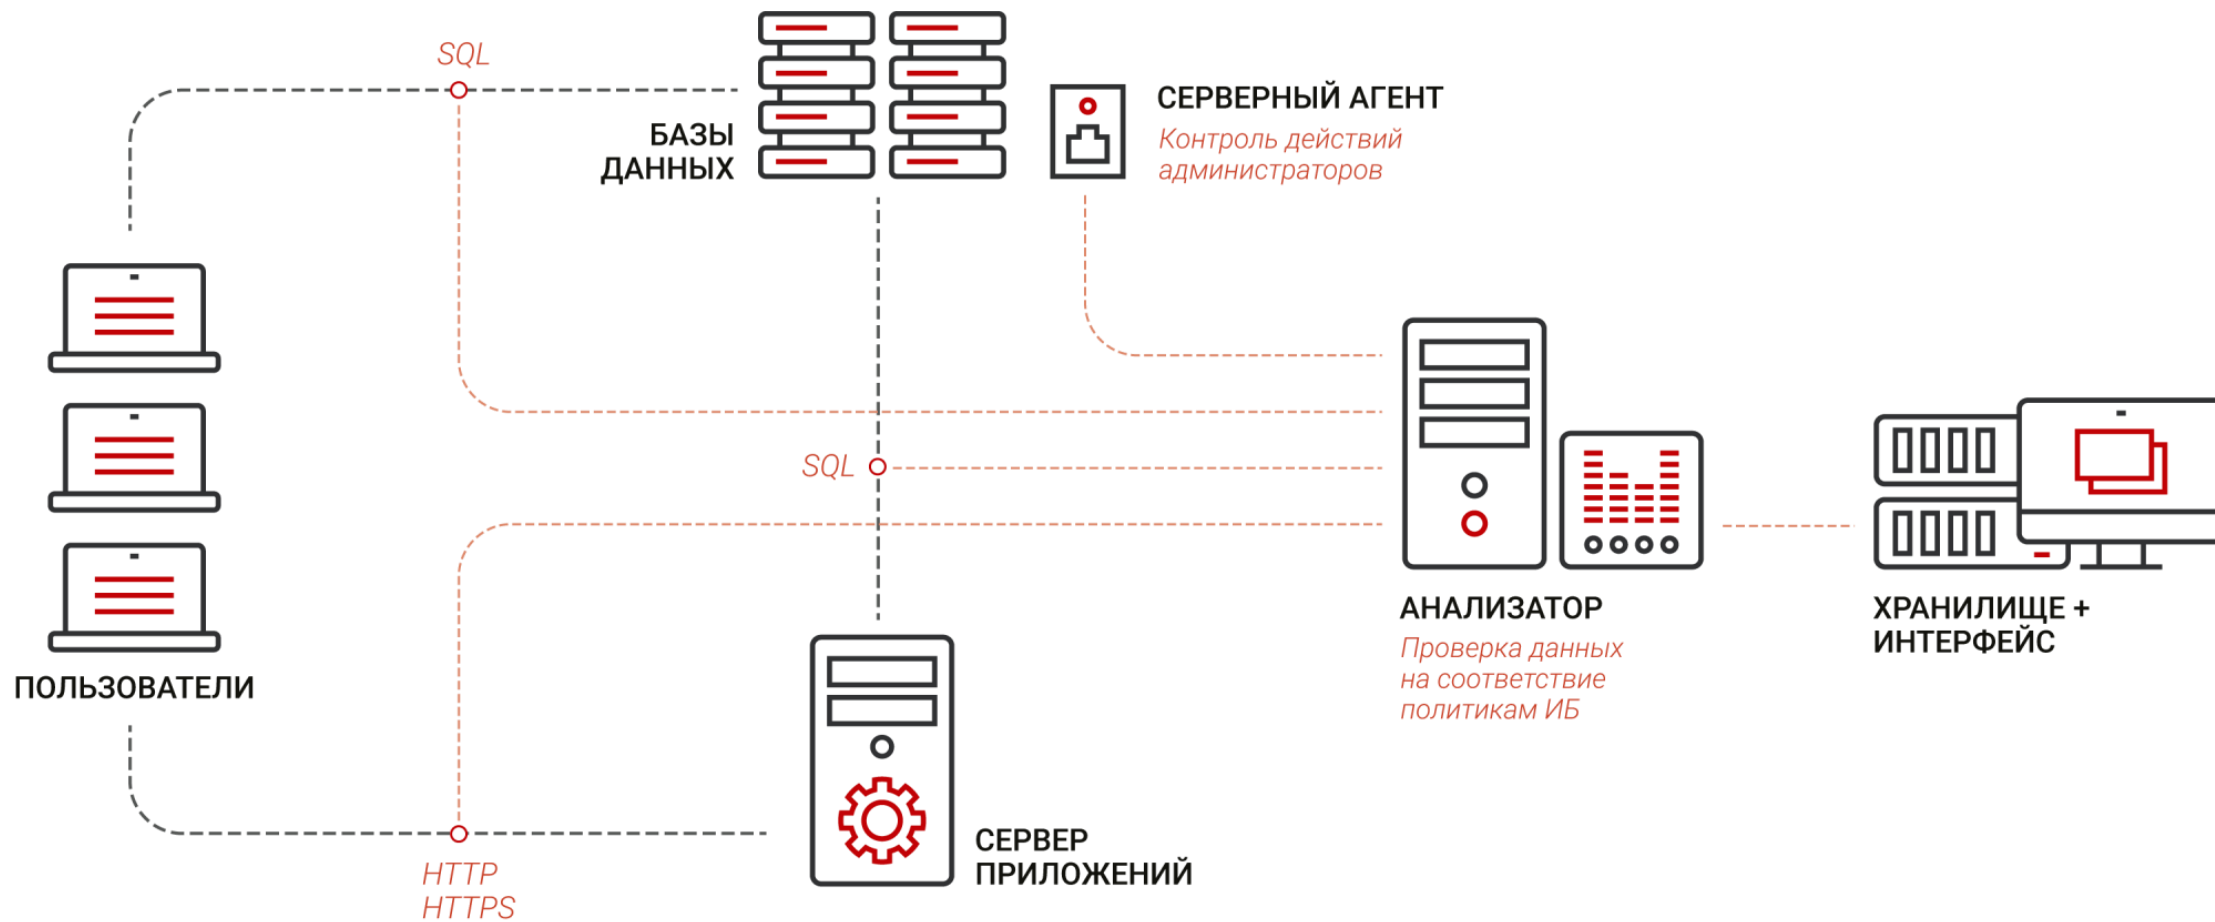 SQL
БАЗЫ
ДАННЫХ
СЕРВЕРНЫЙ АГЕНТ
Контроль действий
администраторов
SQL
ПОЛЬЗОВАТЕЛИ
АНАЛИЗАТОР
Проверка данных
на соответствие
политикам ИБ
ХРАНИЛИЩЕ +
ИНТЕРФЕЙС
СЕРВЕР
ПРИЛОЖЕНИЙ
HTTP
HTTPS